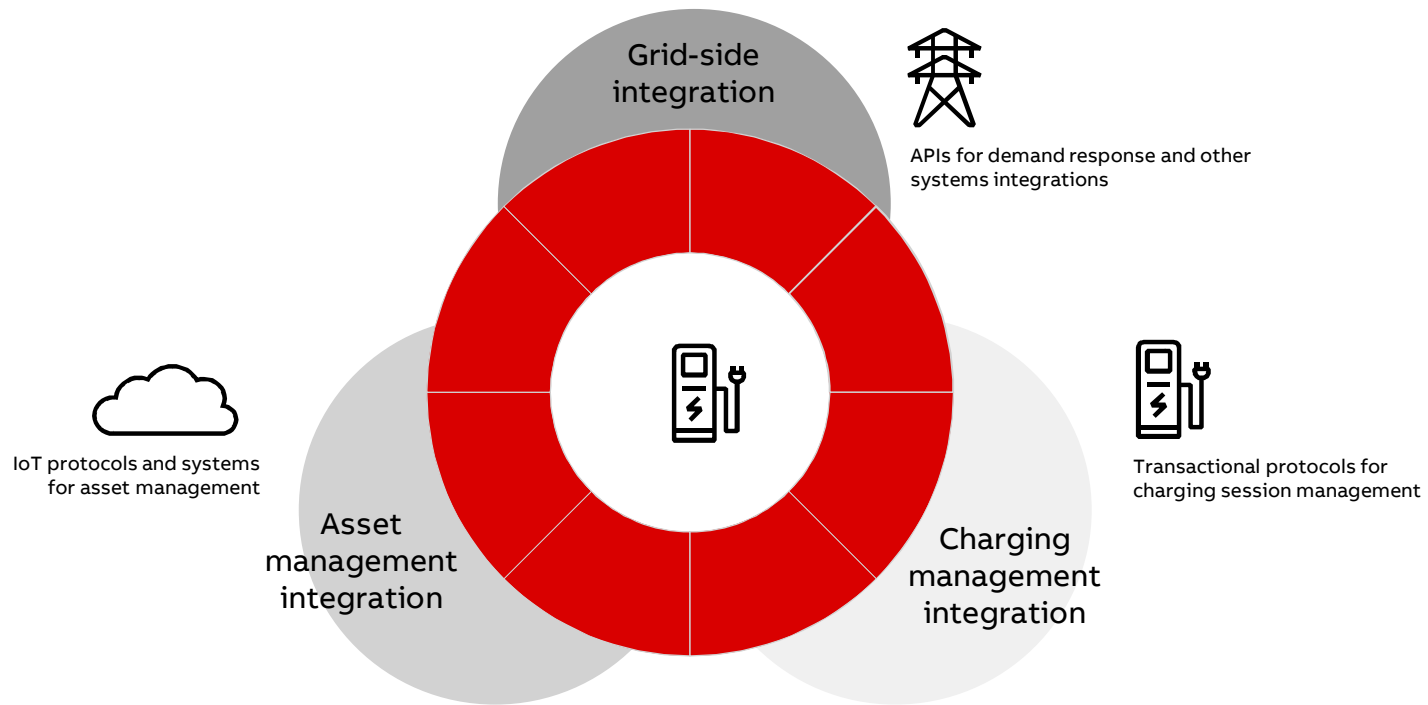 Grid-side
integration
APIs for demand response and other
systems integrations
IoT protocols and systems
for asset management
Transactional protocols for
charging session management
Asset
management
integration
Charging
management
integration